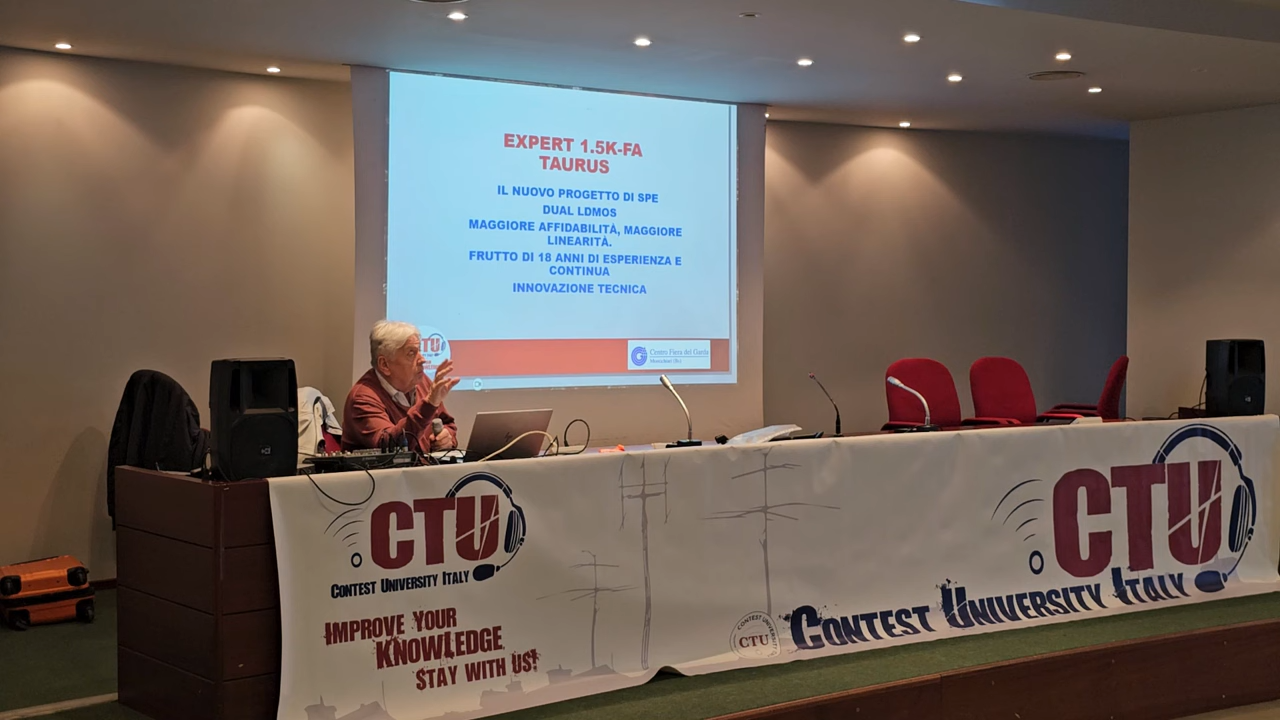 EXPERT 1.5K-FA
TAURUS
IL NUOVO PROGETTO DI SPE
DUAL LDMOS
MAGGIORE AFFIDABILITÀ, MAGGIORE
LINEARITÀ.
FRUTTO DI 18 ANNI DI ESPERIENZA E
CONTINUA
INNOVAZIONE TECNICA
Centro Fiera del Garda
Montichiari (Bs)
CTU
CONTEST UNIVERSITY ITALY
IMPROVE YOUR
KNOWLEDGE
STAY WITH US!
CONTEST UNIVERSITY
CTU
CTU
CONTEST UNIVERSITY ITALY